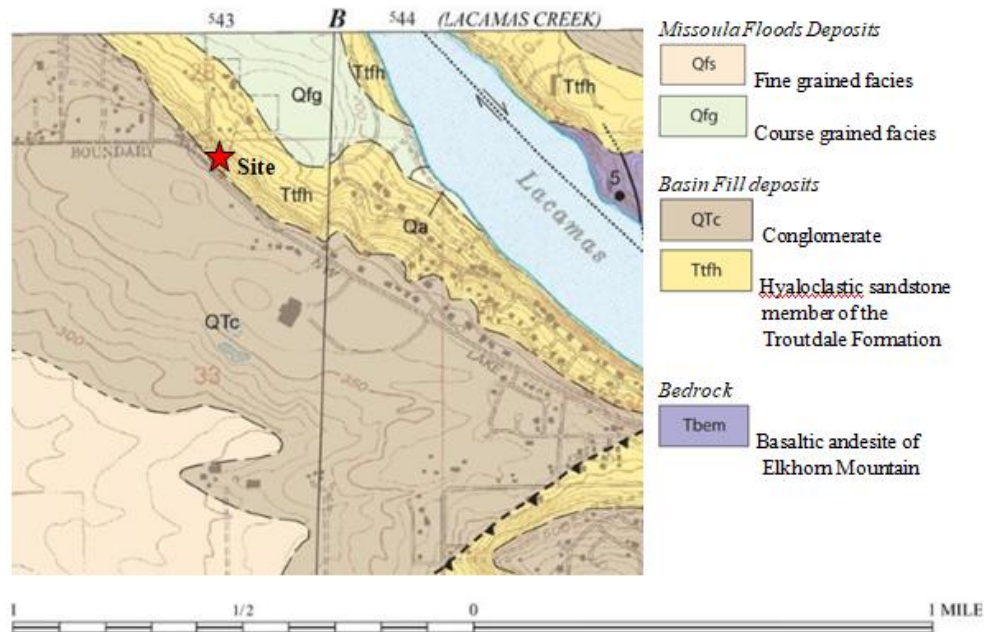 543 B 544 (LACAMAS CREEK)
28
Qfg
Ttfh
Ttfh
BOUNDARY
Site
Ttfh
5
Lacamas
Qa
NW
QTc
300
33
350
LAKE
Missoula Floods Deposits
Qfs
Fine grained facies
Qfg
Course grained facies
Basin Fill deposits
QTc
Conglomerate
Ttfh
Hyaloclastic sandstone
member of the
Troutdale Formation
Bedrock
Tbem
Basaltic andesite of
Elkhorn Mountain
1 1/2 0 1 MILE